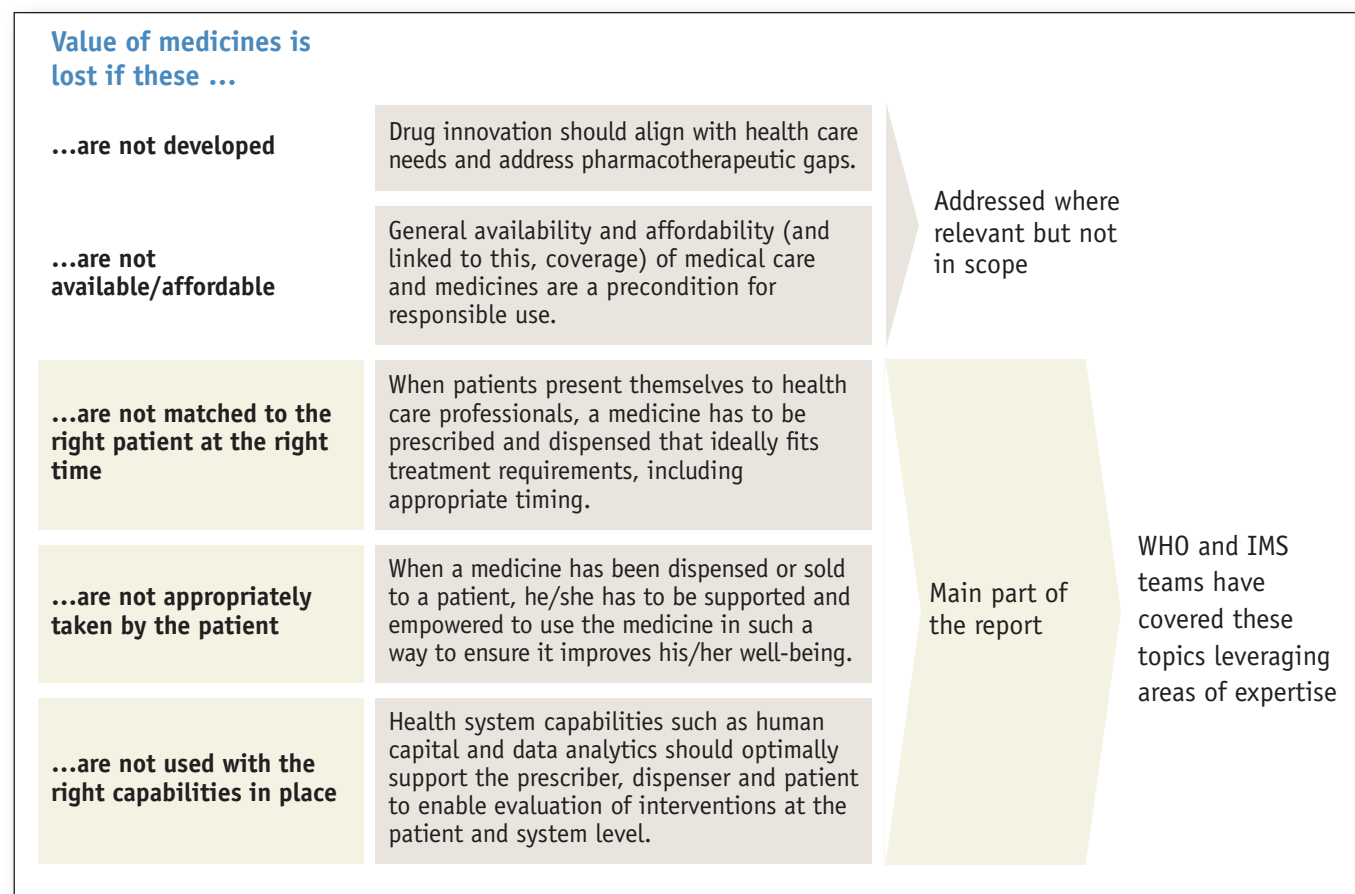 Value of medicines is
lost if these ...
...are not developed
Drug innovation should align with health care
needs and address pharmacotherapeutic gaps.
...are not
available/affordable
General availability and affordability (and
linked to this, coverage) of medical care
and medicines are a precondition for
responsible use.
Addressed where
relevant but not
in scope
...are not matched to the
right patient at the right
time
When patients present themselves to health
care professionals, a medicine has to be
prescribed and dispensed that ideally fits
treatment requirements, including
appropriate timing.
...are not appropriately
taken by the patient
When a medicine has been dispensed or sold
to a patient, he/she has to be supported and
empowered to use the medicine in such a
way to ensure it improves his/her well-being.
...are not used with the
right capabilities in place
Health system capabilities such as human
capital and data analytics should optimally
support the prescriber, dispenser and patient
to enable evaluation of interventions at the
patient and system level.
Main part of
the report
WHO and IMS
teams have
covered these
topics leveraging
areas of expertise